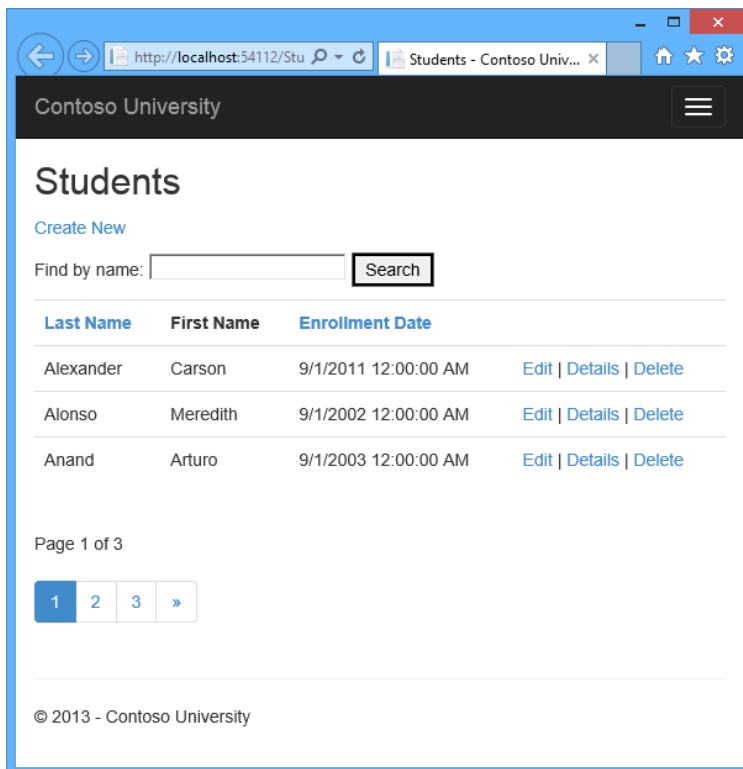 http://localhost:54112/Stu
Students - Contoso Univ...
Contoso University
Students
Create New
Find by name: Search
Last Name First Name Enrollment Date
Alexander Carson 9/1/2011 12:00:00 AM Edit | Details | Delete
Alonso Meredith 9/1/2002 12:00:00 AM Edit | Details | Delete
Anand Arturo 9/1/2003 12:00:00 AM Edit | Details | Delete
Page 1 of 3
1 2 3 »
© 2013 - Contoso University